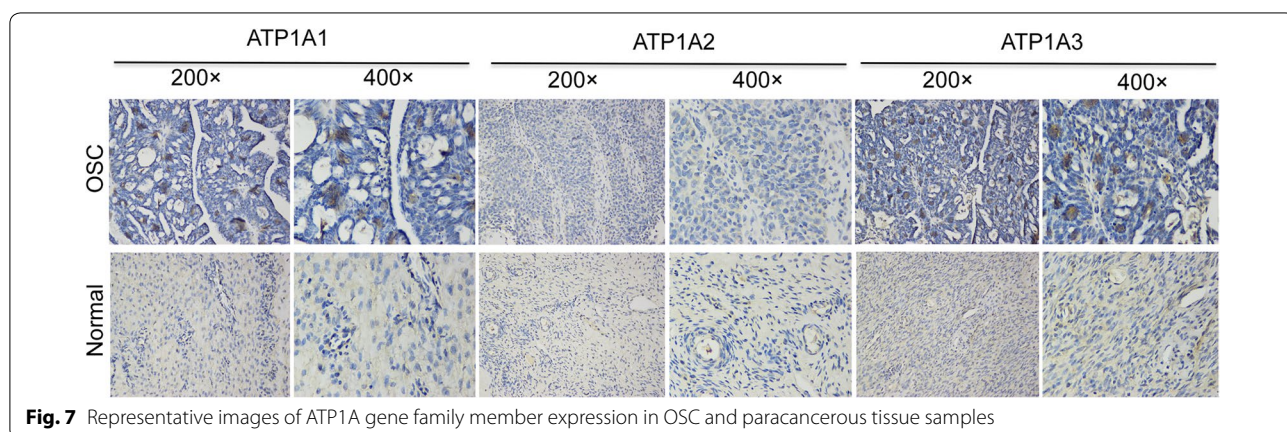 ATP1A1 ATP1A2 ATP1A3
200× 400× 200× 400× 200× 400×
OSC
Normal
Fig. 7 Representative images of ATP1A gene family member expression in OSC and paracancerous tissue samples